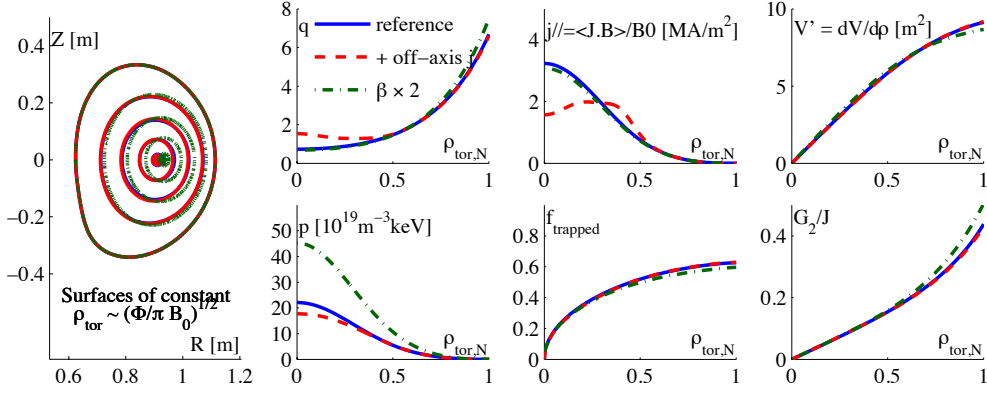 Z [m]
0.4
0.2
0
−0.2
−0.4
Surfaces of constant
ρtor ~ (Φ/π B0)1/2
R [m]
0.6 0.8 1 1.2
q
reference
+ off−axis j
β × 2
8
6
4
2
0
ρtor,N
0 0.5 1
j//=<J.B>/B0 [MA/m2]
4
2
0
ρtor,N
0 0.5 1
V' = dV/dρ [m2]
10
5
0
ρtor,N
0 0.5 1
p [1019m−3keV]
50
40
30
20
10
0
ρtor,N
0 0.5 1
ftrapped
0.8
0.6
0.4
0.2
0
ρtor,N
0 0.5 1
G2/J
0.4
0.2
0
ρtor,N
0 0.5 1